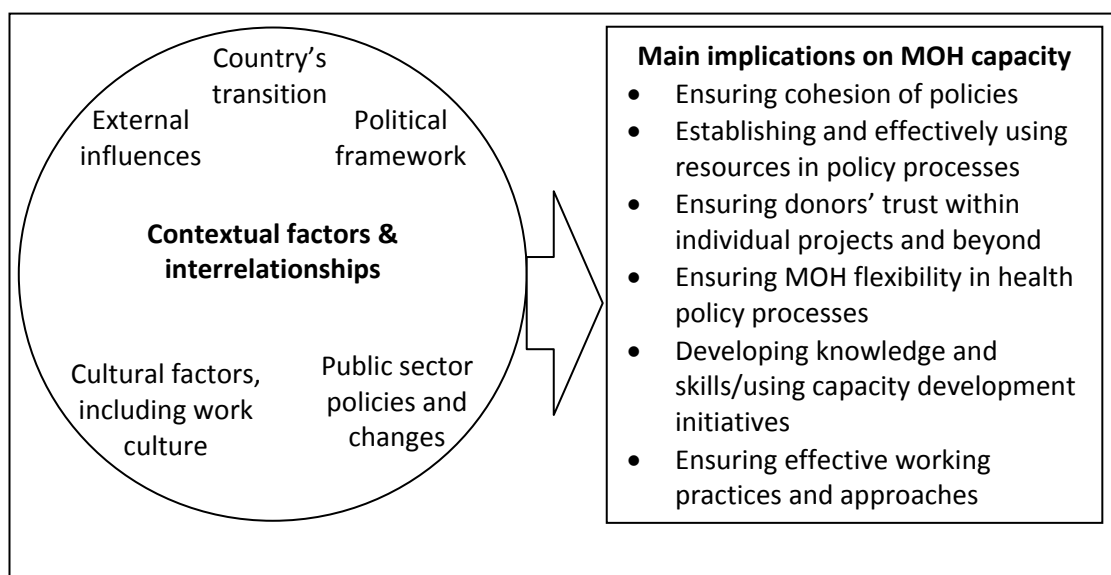 Country's
transition
External
influences
Political
framework
Contextual factors &
interrelationships
Cultural factors,
including work
culture
Public sector
policies and
changes
Main implications on MOH capacity
• Ensuring cohesion of policies
• Establishing and effectively using
resources in policy processes
• Ensuring donors' trust within
individual projects and beyond
• Ensuring MOH flexibility in health
policy processes
• Developing knowledge and
skills/using capacity development
initiatives
• Ensuring effective working
practices and approaches